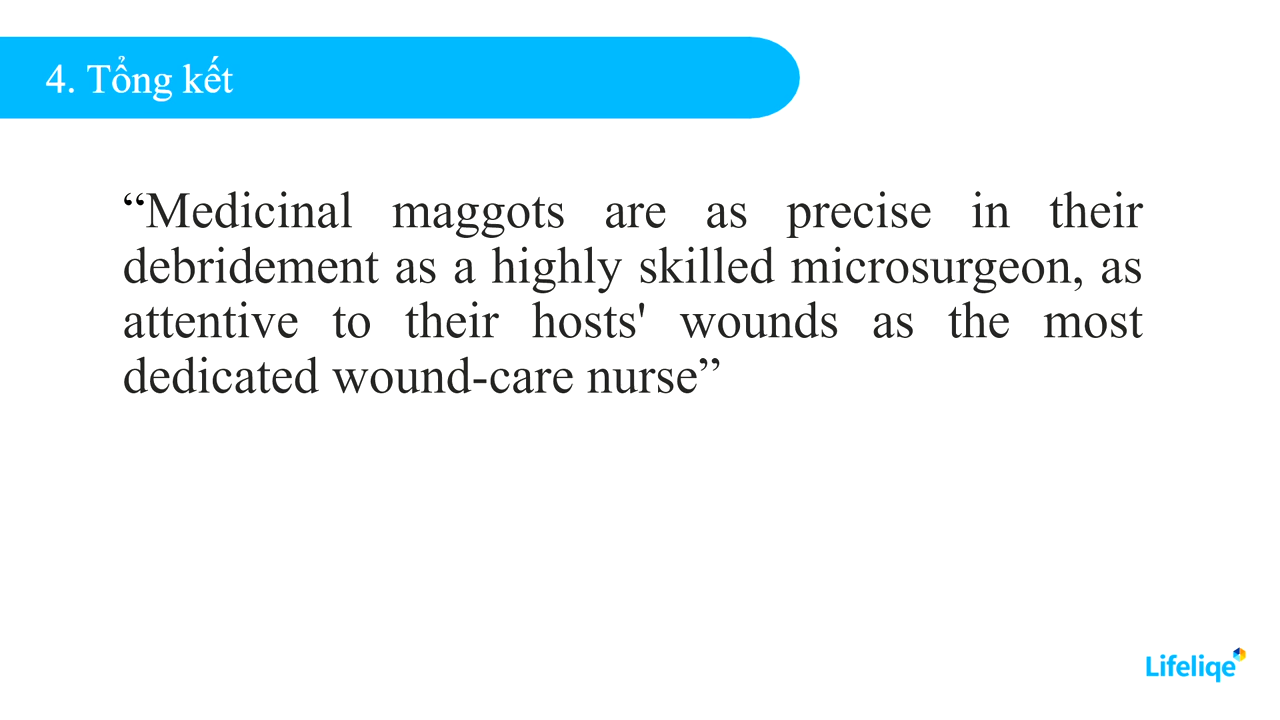 4. Tổng kết
“Medicinal maggots are as precise in their
debridement as a highly skilled microsurgeon, as
attentive to their hosts' wounds as the most
dedicated wound-care nurse”
Lifeliqe